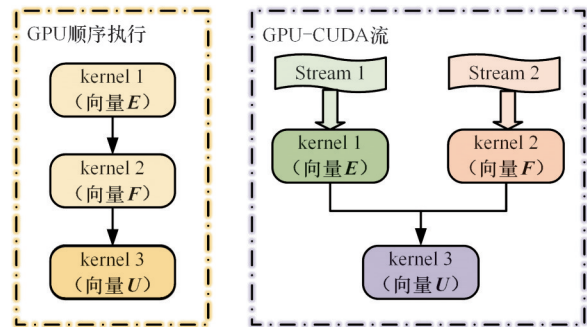 GPU顺序执行
kernel 1
（向量E）
kernel 2
（向量F）
kernel 3
（向量U）
GPU-CUDA流
Stream 1
Stream 2
kernel 1
（向量E）
kernel 2
（向量F）
kernel 3
（向量U）